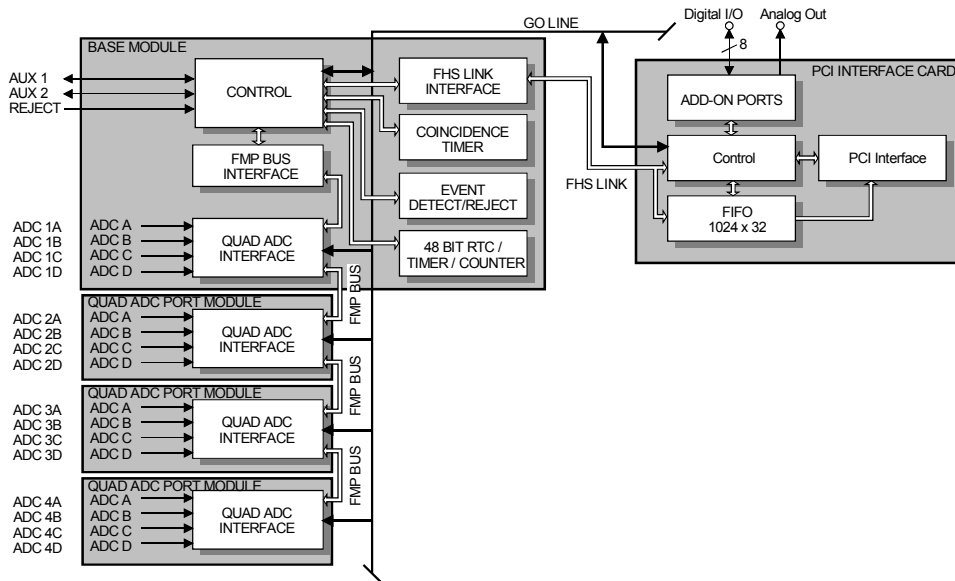 Digital I/O
Analog Out
GO LINE
8
BASE MODULE
PCI INTERFACE CARD
AUX 1
AUX 2
REJECT
CONTROL
FHS LINK
INTERFACE
ADD-ON PORTS
COINCIDENCE
TIMER
FMP BUS
INTERFACE
Control
PCI Interface
FHS LINK
EVENT
DETECT/REJECT
FIFO
1024 x 32
ADC 1A
ADC 1B
ADC 1C
ADC 1D
ADC A
ADC B
ADC C
ADC D
QUAD ADC
INTERFACE
48 BIT RTC /
TIMER / COUNTER
FMP BUS
QUAD ADC PORT MODULE
ADC 2A
ADC 2B
ADC 2C
ADC 2D
ADC A
ADC B
ADC C
ADC D
QUAD ADC
INTERFACE
FMP BUS
QUAD ADC PORT MODULE
ADC 3A
ADC 3B
ADC 3C
ADC 3D
ADC A
ADC B
ADC C
ADC D
QUAD ADC
INTERFACE
FMP BUS
QUAD ADC PORT MODULE
ADC 4A
ADC 4B
ADC 4C
ADC 4D
ADC A
ADC B
ADC C
ADC D
QUAD ADC
INTERFACE